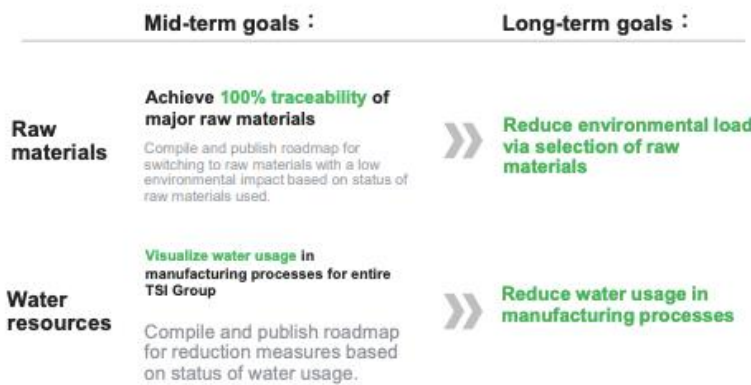 Mid-term goals：
Long-term goals：
Raw
materials
Achieve 100% traceability of
major raw materials
Compile and publish roadmap for
switching to raw materials with a low
environmental impact based on status of
raw materials used.
Reduce environmental load
via selection of raw
materials
Water
resources
Visualize water usage in
manufacturing processes for entire
TSI Group
Compile and publish roadmap
for reduction measures based
on status of water usage.
Reduce water usage in
manufacturing processes